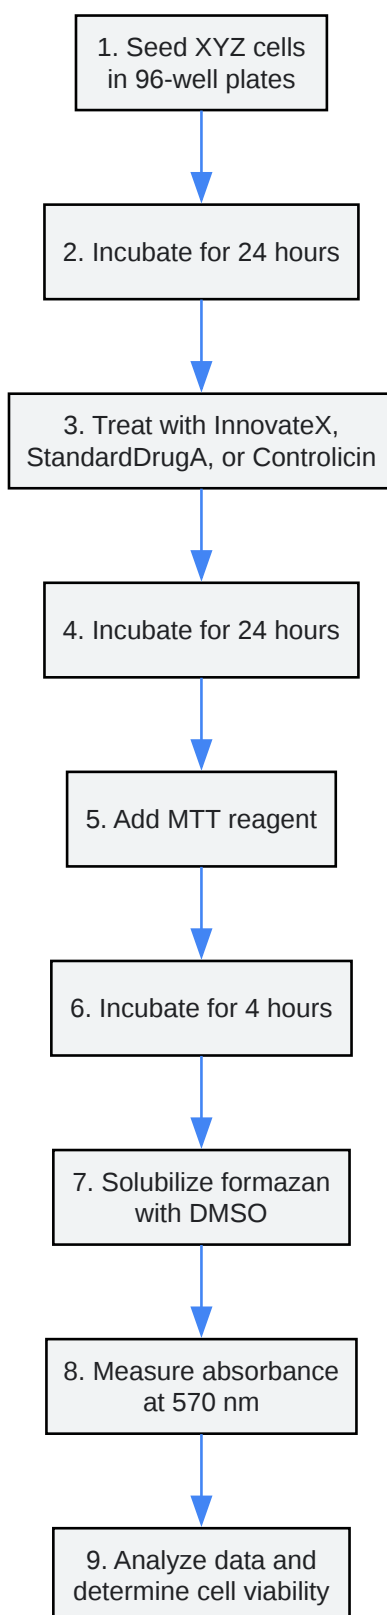 1. Seed XYZ cells
in 96-well plates
2. Incubate for 24 hours
3. Treat with InnovateX,
StandardDrugA, or Controlicin
4. Incubate for 24 hours
5. Add MTT reagent
6. Incubate for 4 hours
7. Solubilize formazan
with DMSO
8. Measure absorbance
at 570 nm
9. Analyze data and
determine cell viability